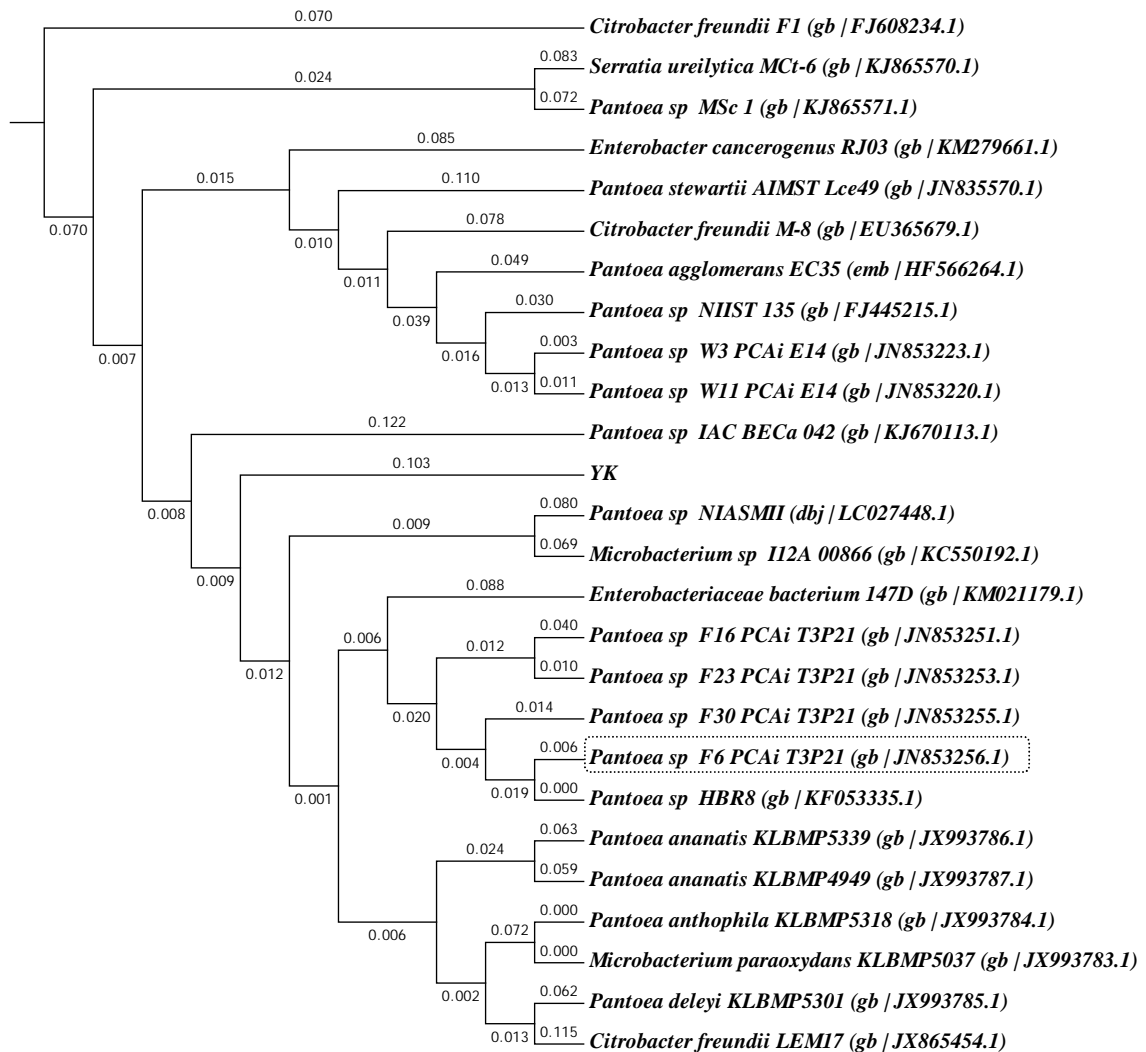 0.070
Citrobacter freundii F1 (gb | FJ608234.1)
0.083
Serratia ureilytica MCt-6 (gb | KJ865570.1)
0.024
0.072
Pantoea sp MSc 1 (gb | KJ865571.1)
0.085
Enterobacter cancerogenus RJ03 (gb | KM279661.1)
0.015
0.110
Pantoea stewartii AIMST Lce49 (gb | JN835570.1)
0.070
0.078
Citrobacter freundii M-8 (gb | EU365679.1)
0.010
0.049
Pantoea agglomerans EC35 (emb | HF566264.1)
0.011
0.030
Pantoea sp NIIST 135 (gb | FJ445215.1)
0.039
0.003
Pantoea sp W3 PCAi E14 (gb | JN853223.1)
0.007
0.016
0.013
0.011
Pantoea sp W11 PCAi E14 (gb | JN853220.1)
0.122
Pantoea sp IAC BECa 042 (gb | KJ670113.1)
0.103
YK
0.008
0.080
Pantoea sp NIASMII (dbj | LC027448.1)
0.009
0.069
Microbacterium sp I12A 00866 (gb | KC550192.1)
0.009
0.088
Enterobacteriaceae bacterium 147D (gb | KM021179.1)
0.006
0.040
Pantoea sp F16 PCAi T3P21 (gb | JN853251.1)
0.012
0.012
0.010
Pantoea sp F23 PCAi T3P21 (gb | JN853253.1)
0.020
0.014
Pantoea sp F30 PCAi T3P21 (gb | JN853255.1)
0.004
0.006
Pantoea sp F6 PCAi T3P21 (gb | JN853256.1)
0.001
0.019
0.000
Pantoea sp HBR8 (gb | KF053335.1)
0.063
Pantoea ananatis KLBMP5339 (gb | JX993786.1)
0.024
0.059
Pantoea ananatis KLBMP4949 (gb | JX993787.1)
0.006
0.000
Pantoea anthophila KLBMP5318 (gb | JX993784.1)
0.072
0.000
Microbacterium paraoxydans KLBMP5037 (gb | JX993783.1)
0.002
0.062
Pantoea deleyi KLBMP5301 (gb | JX993785.1)
0.013
0.115
Citrobacter freundii LEM17 (gb | JX865454.1)